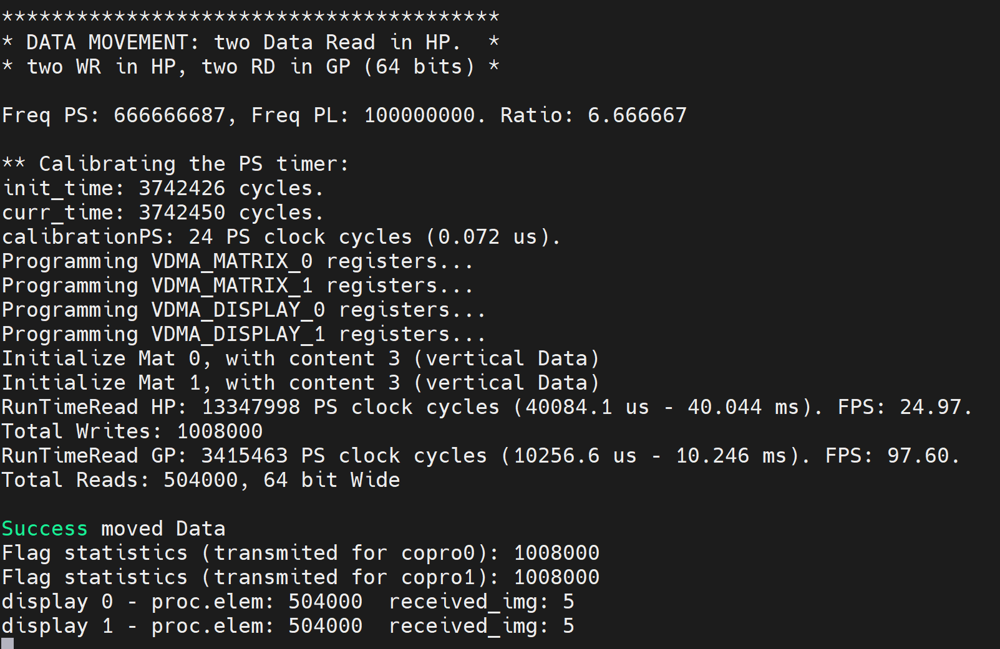 ****************************************
* DATA MOVEMENT: two Data Read in HP.  *
* two WR in HP, two RD in GP (64 bits) *
Freq PS: 666666687, Freq PL: 100000000. Ratio: 6.666667
** Calibrating the PS timer:
init_time: 3742426 cycles.
curr_time: 3742450 cycles.
calibrationPS: 24 PS clock cycles (0.072 us).
Programming VDMA_MATRIX_0 registers...
Programming VDMA_MATRIX_1 registers...
Programming VDMA_DISPLAY_0 registers...
Programming VDMA_DISPLAY_1 registers...
Initialize Mat 0, with content 3 (vertical Data)
Initialize Mat 1, with content 3 (vertical Data)
RunTimeRead HP: 13347998 PS clock cycles (40084.1 us - 40.044 ms). FPS: 24.97.
Total Writes: 1008000
RunTimeRead GP: 3415463 PS clock cycles (10256.6 us - 10.246 ms). FPS: 97.60.
Total Reads: 504000, 64 bit Wide
Success moved Data
Flag statistics (transmited for copro0): 1008000
Flag statistics (transmited for copro1): 1008000
display 0 - proc.elem: 504000  received_img: 5
display 1 - proc.elem: 504000  received_img: 5